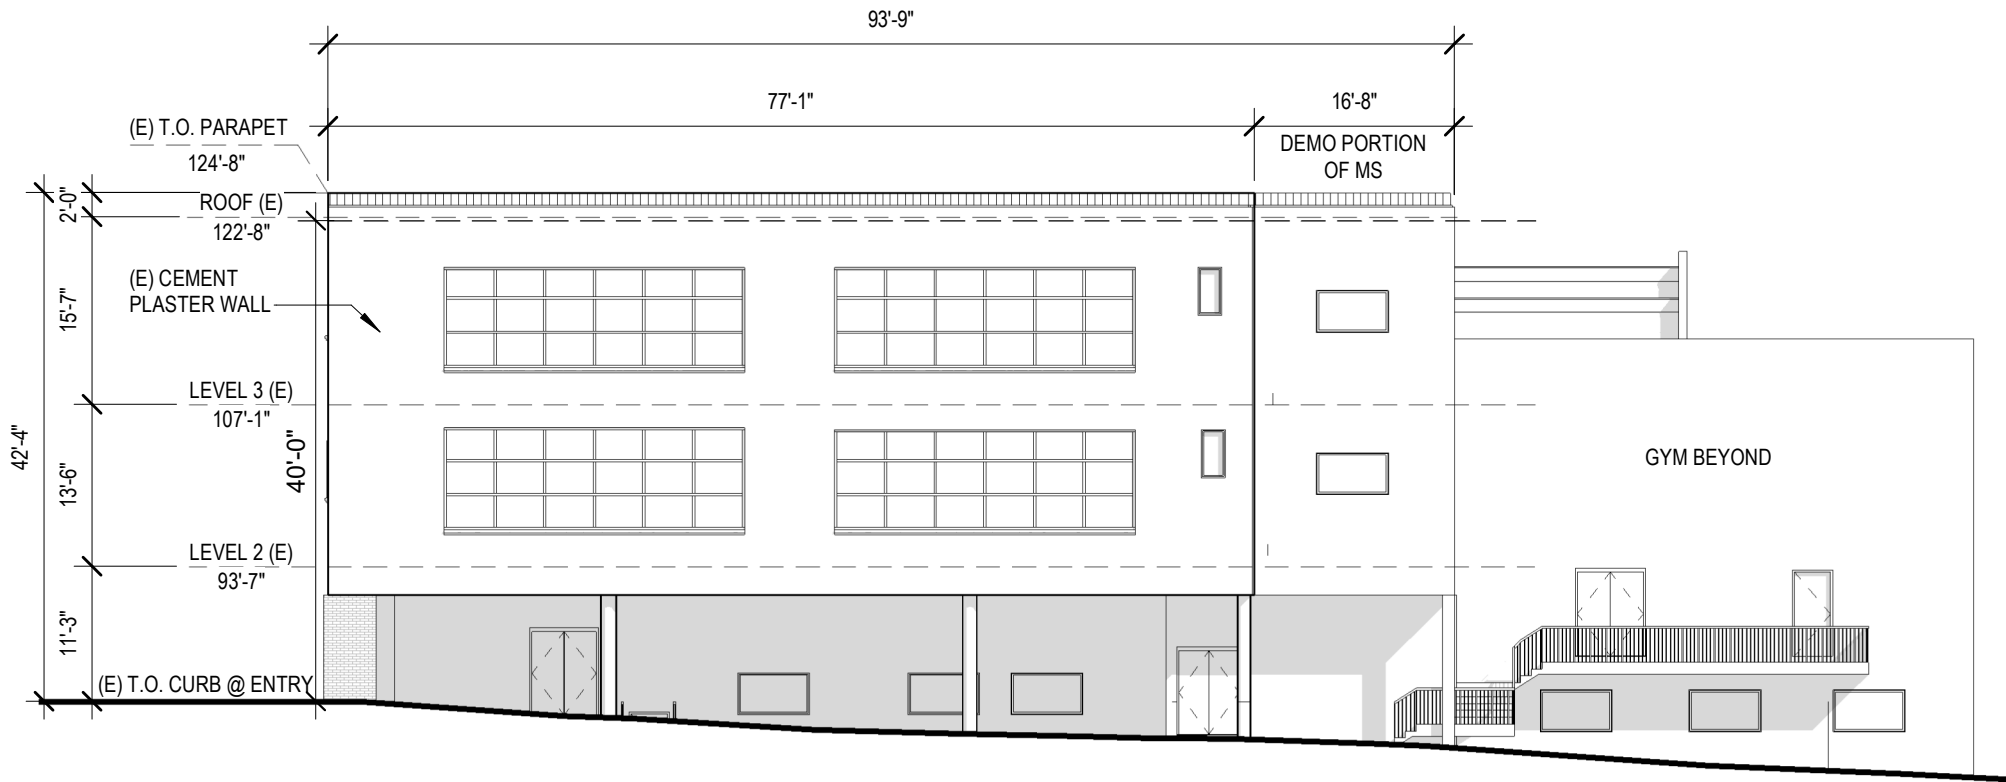 93'-9"
77'-1"
16'-8"
(E) T.O. PARAPET
124'-8"
DEMO PORTION
OF MS
2'-0"
ROOF (E)
122'-8"
(E) CEMENT
PLASTER WALL
15'-7"
LEVEL 3 (E)
107'-1"
42'-4"
40'-0"
13'-6"
GYM BEYOND
LEVEL 2 (E)
93'-7"
11'-3"
(E) T.O. CURB @ ENTRY